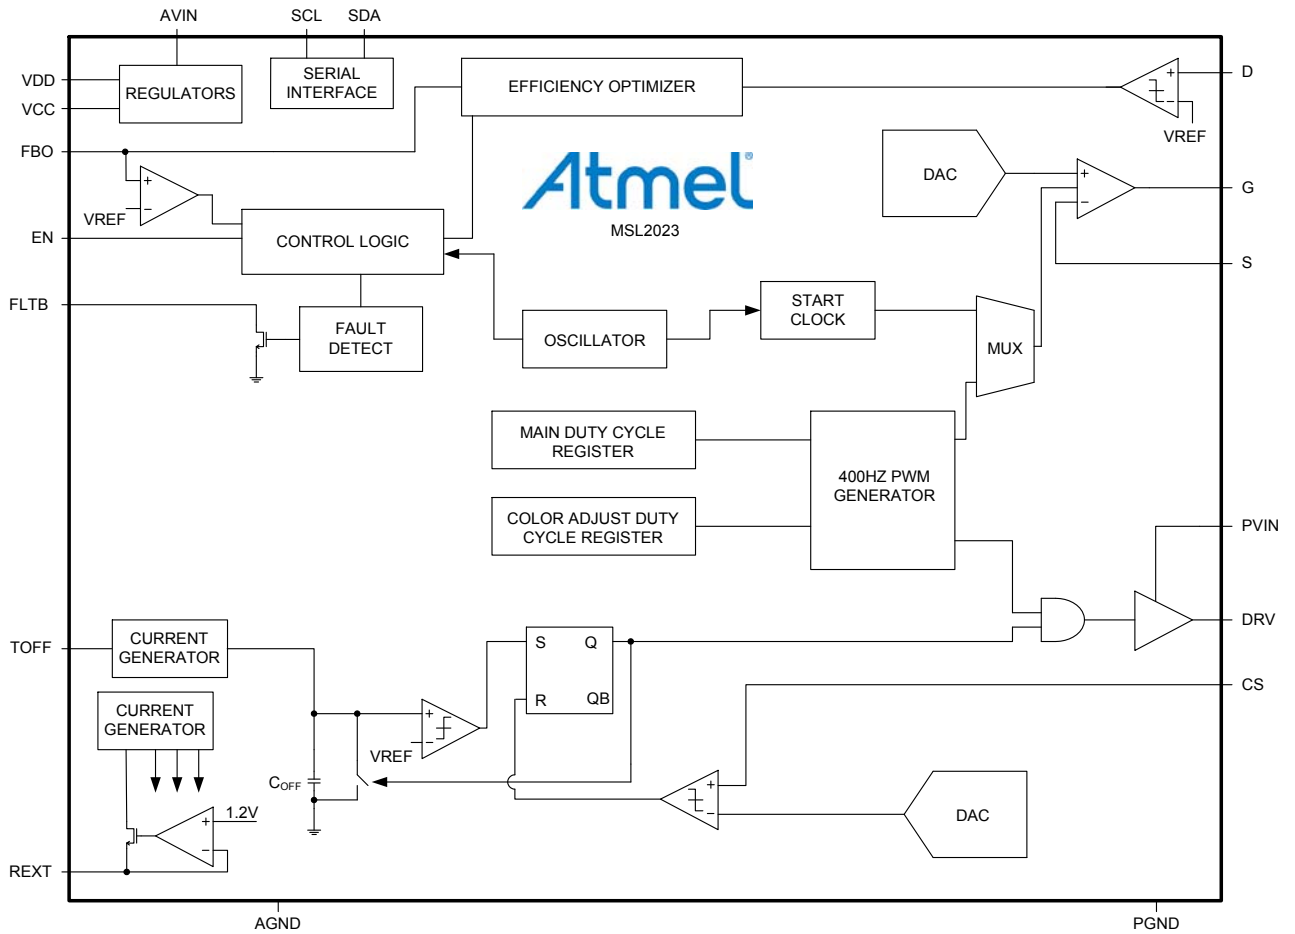 AVIN
SCL
SDA
VDD
VCC
REGULATORS
SERIAL
INTERFACE
EFFICIENCY OPTIMIZER
+
−
VREF
D
FBO
+
−
VREF
EN
CONTROL LOGIC
Atmel®
MSL2023
DAC
+
−
G
S
FLTB
FAULT
DETECT
OSCILLATOR
START
CLOCK
MUX
MAIN DUTY CYCLE
REGISTER
COLOR ADJUST DUTY
CYCLE REGISTER
400HZ PWM
GENERATOR
PVIN
DRV
TOFF
CURRENT
GENERATOR
CURRENT
GENERATOR
S
Q
R
QB
+
−
VREF
COFF
CS
+
−
DAC
1.2V
+
−
REXT
AGND
PGND